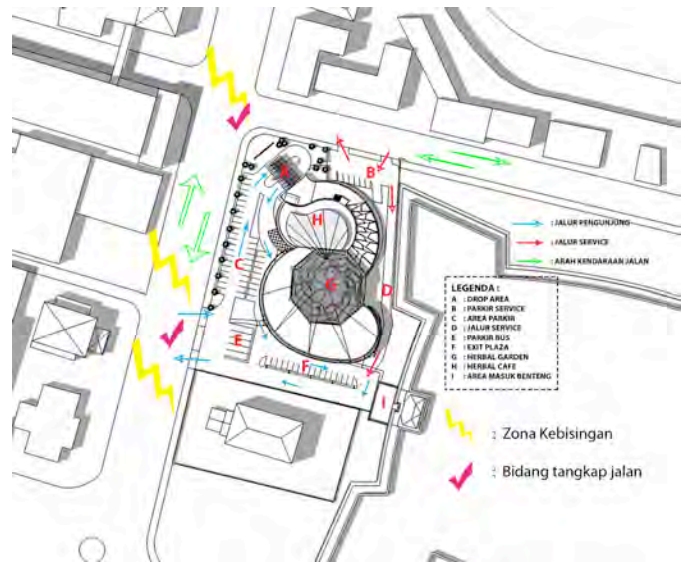 A
B
H
G
C
D
E
F
I
: JALUR PENGUNJUNG
: JALUR SERVICE
: ARAH KENDARAAN JALAN
LEGENDA :
A : DROP AREA
B : PARKIR SERVICE
C : AREA PARKIR
D : JALUR SERVICE
E : PARKIR BUS
F : EXIT PLAZA
G : HERBAL GARDEN
H : HERBAL CAFE
I : AREA MASUK BENTENG
: Zona Kebisingan
: Bidang tangkap jalan